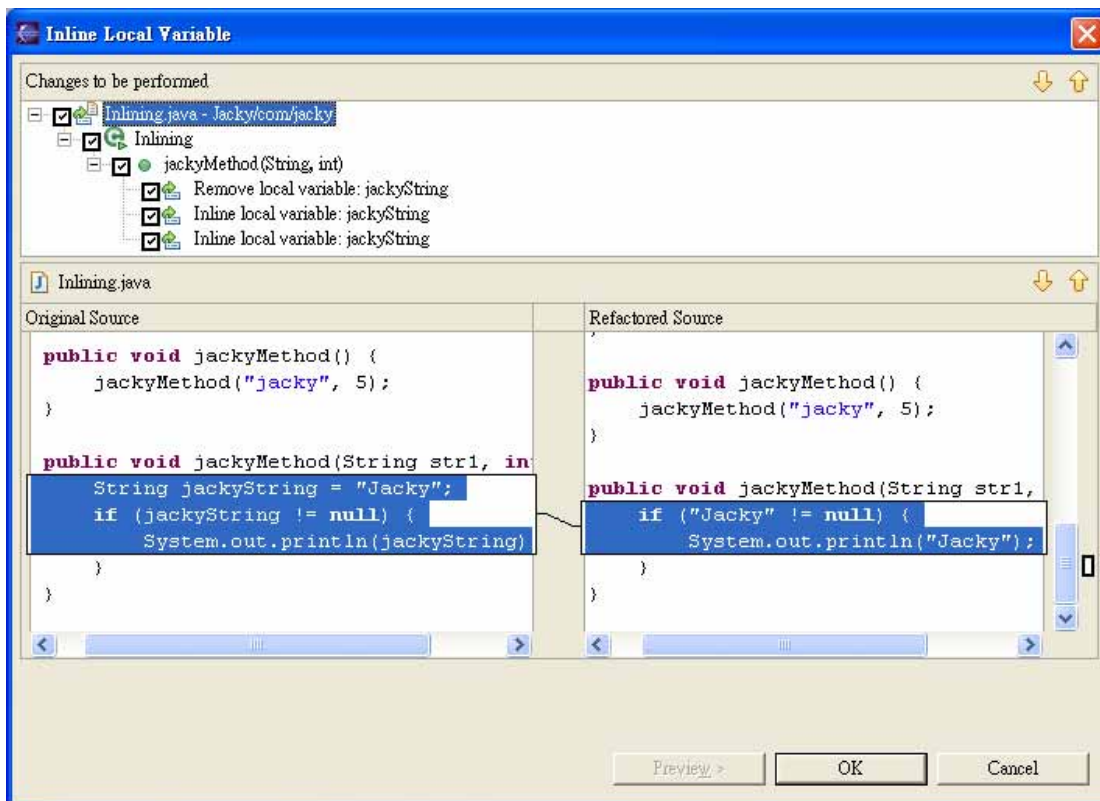 Inline Local Variable
Changes to be performed
Inlining.java - Jacky/com/jacky
Inlining
jackyMethod(String, int)
Remove local variable: jackyString
Inline local variable: jackyString
Inline local variable: jackyString
Inlining.java
Original Source
public void jackyMethod() {
jackyMethod("jacky", 5);
}
public void jackyMethod(String str1, in
String jackyString = "Jacky";
if (jackyString != null) {
System.out.println(jackyString)
}
}
Refactored Source
}
public void jackyMethod() {
jackyMethod("jacky", 5);
}
public void jackyMethod(String str1,
if ("Jacky" != null) {
System.out.println("Jacky");
}
}
Preview >
OK
Cancel